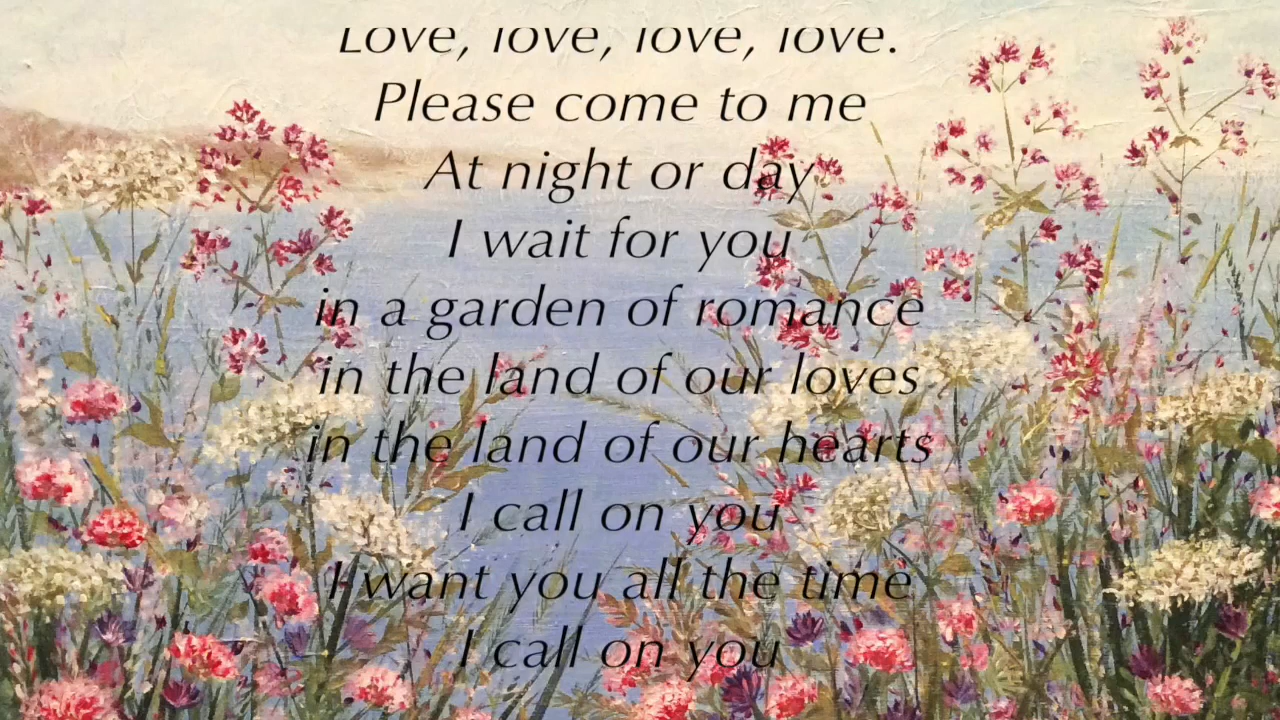 Love, love, love, love.
Please come to me
At night or day
I wait for you
in a garden of romance
in the land of our loves
in the land of our hearts
I call on you
I want you all the time
I call on you